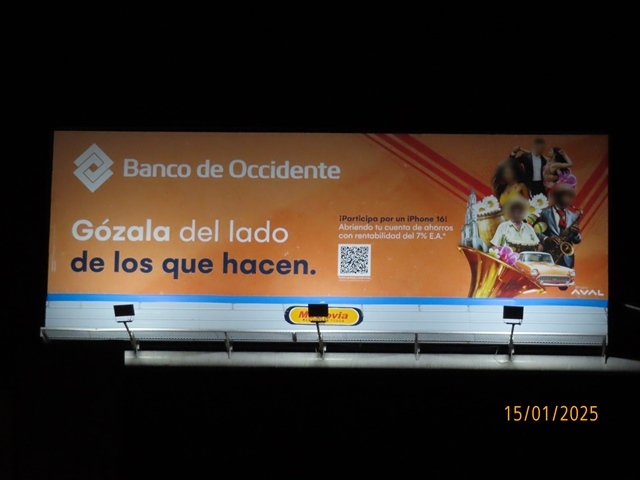 Banco de Occidente
Gózala del lado
de los que hacen.
¡Participa por un iPhone 16!
Abriendo tu cuenta de ahorros
con rentabilidad del 7% E.A.*
AVAL
15/01/2025